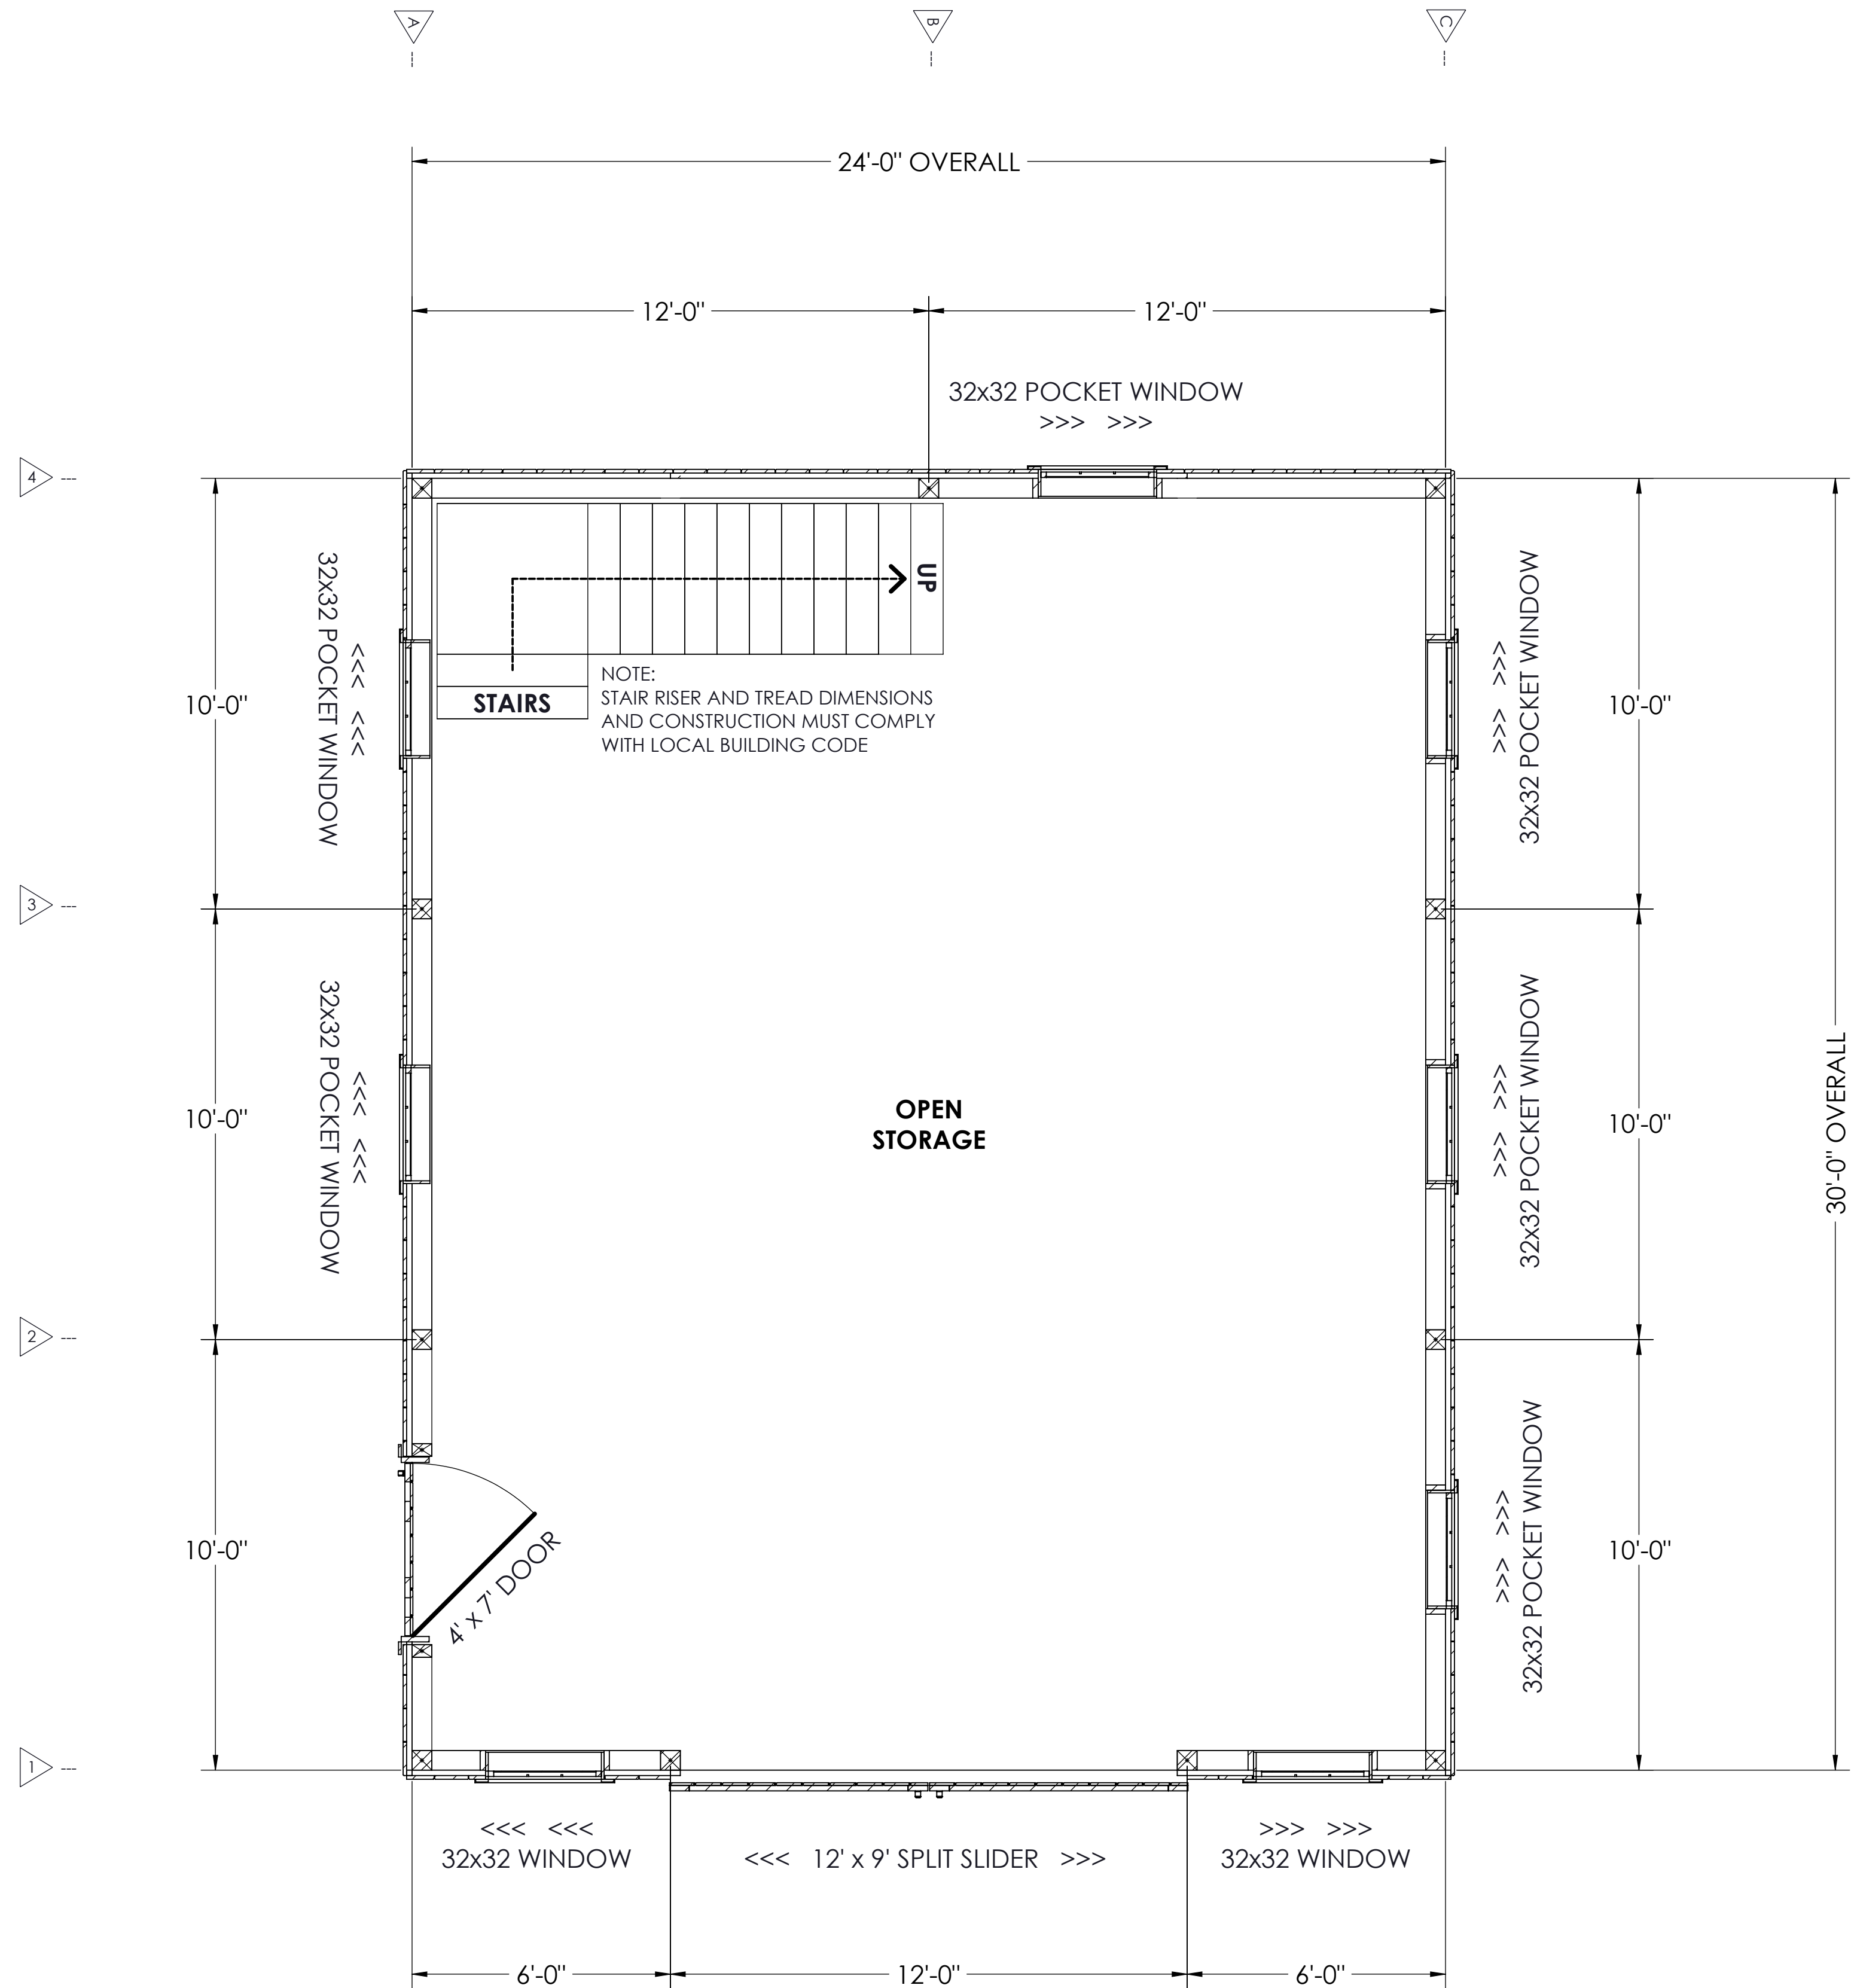 A
B
C
24'-0" OVERALL
12'-0"
12'-0"
32x32 POCKET WINDOW
>>> >>>
4 ---
32x32 POCKET WINDOW
<<< <<<
UP
>>> >>>
32x32 POCKET WINDOW
STAIRS
NOTE:
STAIR RISER AND TREAD DIMENSIONS
AND CONSTRUCTION MUST COMPLY
WITH LOCAL BUILDING CODE
10'-0"
10'-0"
3 ---
32x32 POCKET WINDOW
<<< <<<
>>> >>>
32x32 POCKET WINDOW
30'-0" OVERALL
10'-0"
OPEN
STORAGE
10'-0"
2 ---
>>> >>>
32x32 POCKET WINDOW
10'-0"
4' x 7' DOOR
10'-0"
1 ---
<<< <<<
32x32 WINDOW
<<< 12' x 9' SPLIT SLIDER >>>
>>> >>>
32x32 WINDOW
6'-0"
12'-0"
6'-0"